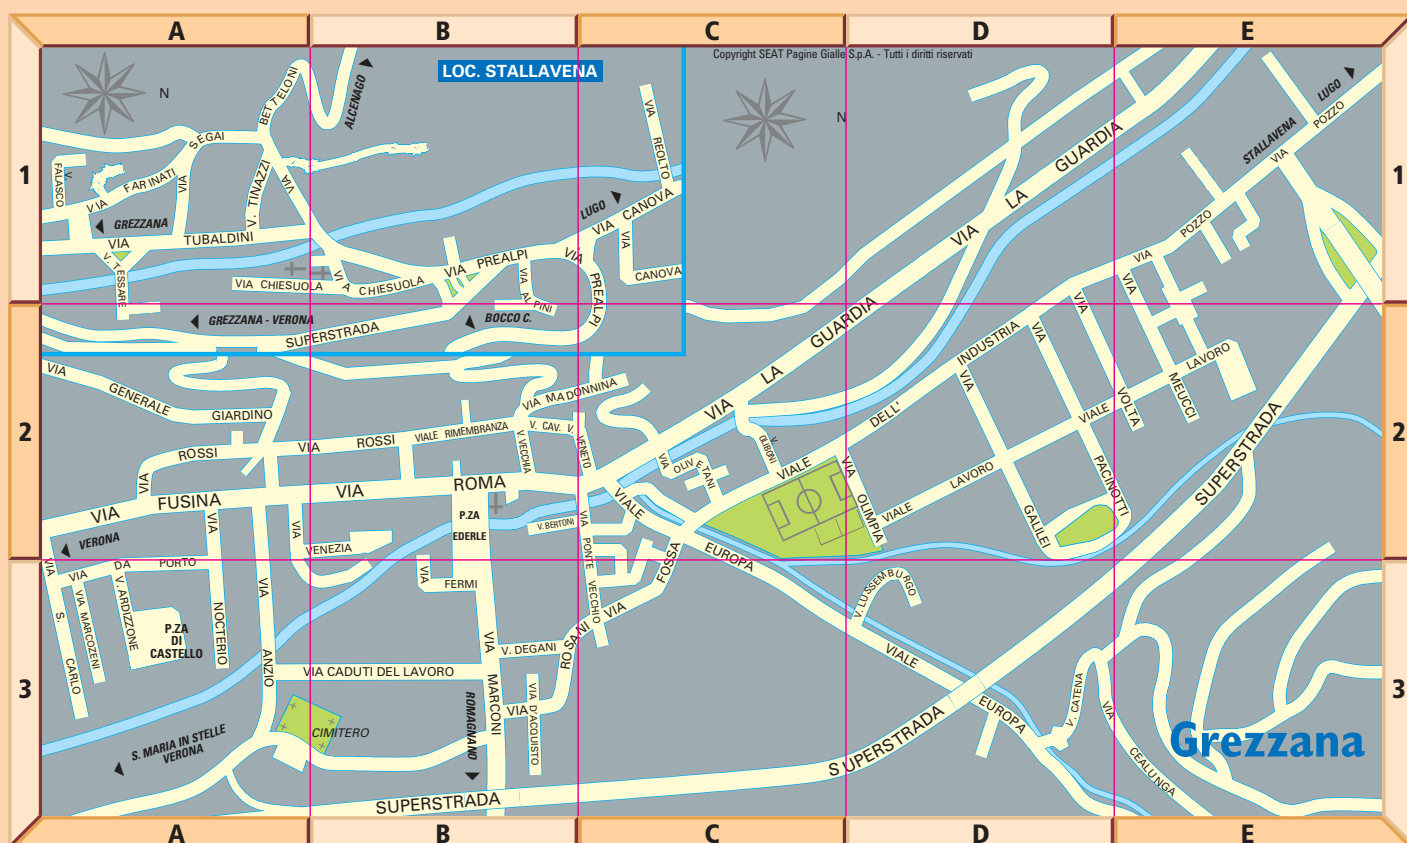 A B C D E
Copyright SEAT Pagine Gialle S.p.A. - Tutti i diritti riservati
LOC. STALLAVENA
N
N
1
1
ALCENAGO
BETTELONI
SEGAI
V. FALASCO
VIA FARINATI
VIA
V. TINAZZI
VIA
GREZZANA
VIA TUBALDINI
V. TESSARE
VIA CHIESUOLA
VIA CHIESUOLA
VIA PREALPI
VIA PREALPI
VIA ALPINI
LUGO
VIA CANOVA
VIA CANOVA
VIA REOLTO
GREZZANA - VERONA
SUPERSTRADA
BOCCO C.
VIA LA GUARDIA
VIA LA GUARDIA
LUGO
STALLAVENA
VIA POZZO
VIA POZZO
2
2
VIA GENERALE GIARDINO
VIA ROSSI
VIA ROSSI
VIALE RIMEMBRANZA
VIA MADONNINA
V. VECCHIA
V. CAV. V. VENETO
VIA FUSINA
VIA ROMA
P.ZA EDERLE
V. BERTONI
VIA OLIVETANI
V. OLIBONI
VIALE DELL' INDUSTRIA
VIA OLIMPIA
VIALE LAVORO
VIALE LAVORO
VIA GALILEI
VIA PACINOTTI
VIA VOLTA
VIA MEUCCI
SUPERSTRADA
VERONA
VIA VENEZIA
VIALE EUROPA
VIA PONTE VECCHIO
3
3
VIA S. CARLO
VIA DA PORTO
VIA MARCOZENI
V. ARDIZZONE
P.ZA DI CASTELLO
VIA NOCTERIO
VIA ANZIO
VIA FERMI
VIA CADUTI DEL LAVORO
VIA MARCONI
V. DEGANI
VIA ROSANI
VIA FOSSA
VIA D'ACQUISTO
ROMAGNANO
CIMITERO
S. MARIA IN STELLE
VERONA
SUPERSTRADA
SUPERSTRADA
V. LUSSEMBURGO
VIALE EUROPA
V. CATENA
VIA CEALUNGA
Grezzana
A B C D E